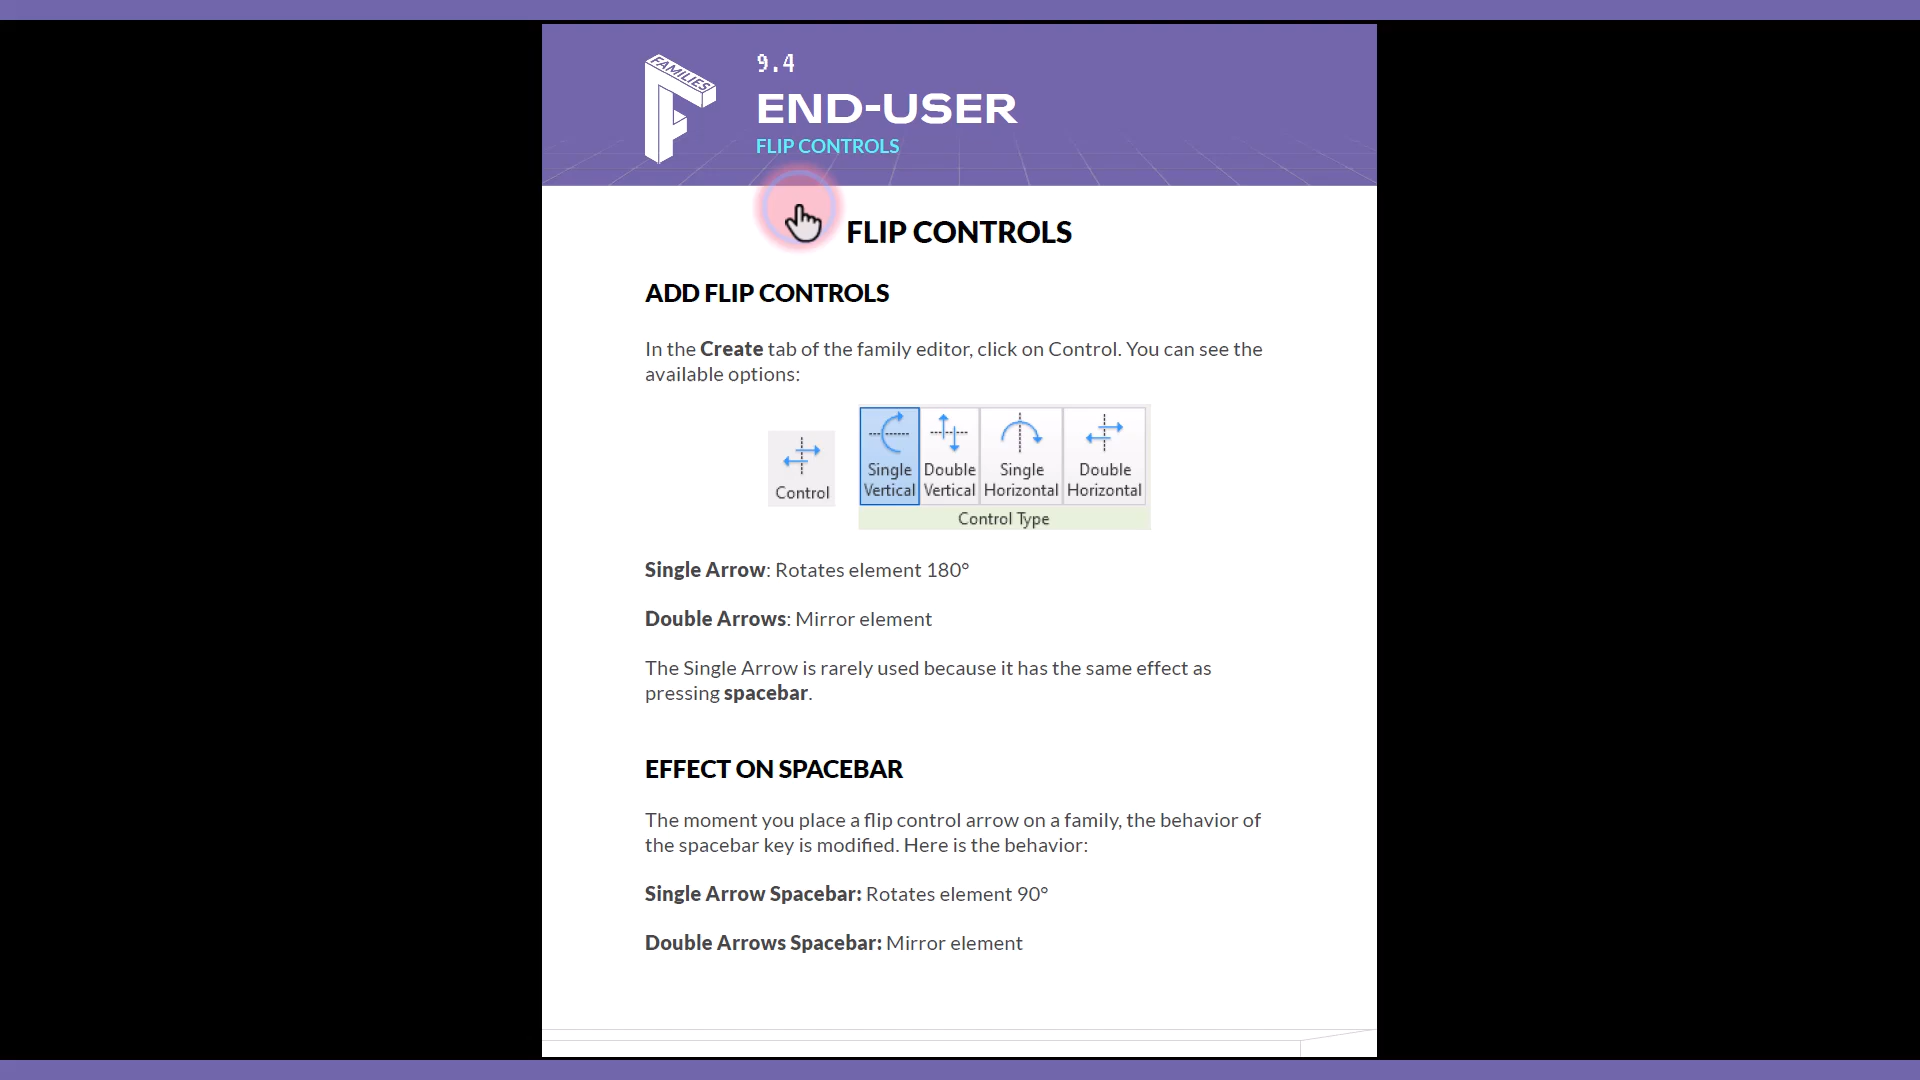 FAMILIES
9.4
END-USER
FLIP CONTROLS
FLIP CONTROLS
ADD FLIP CONTROLS
In the Create tab of the family editor, click on Control. You can see the
available options:
Control
Single Vertical
Double Vertical
Single Horizontal
Double Horizontal
Control Type
Single Arrow: Rotates element 180°
Double Arrows: Mirror element
The Single Arrow is rarely used because it has the same effect as
pressing spacebar.
EFFECT ON SPACEBAR
The moment you place a flip control arrow on a family, the behavior of
the spacebar key is modified. Here is the behavior:
Single Arrow Spacebar: Rotates element 90°
Double Arrows Spacebar: Mirror element